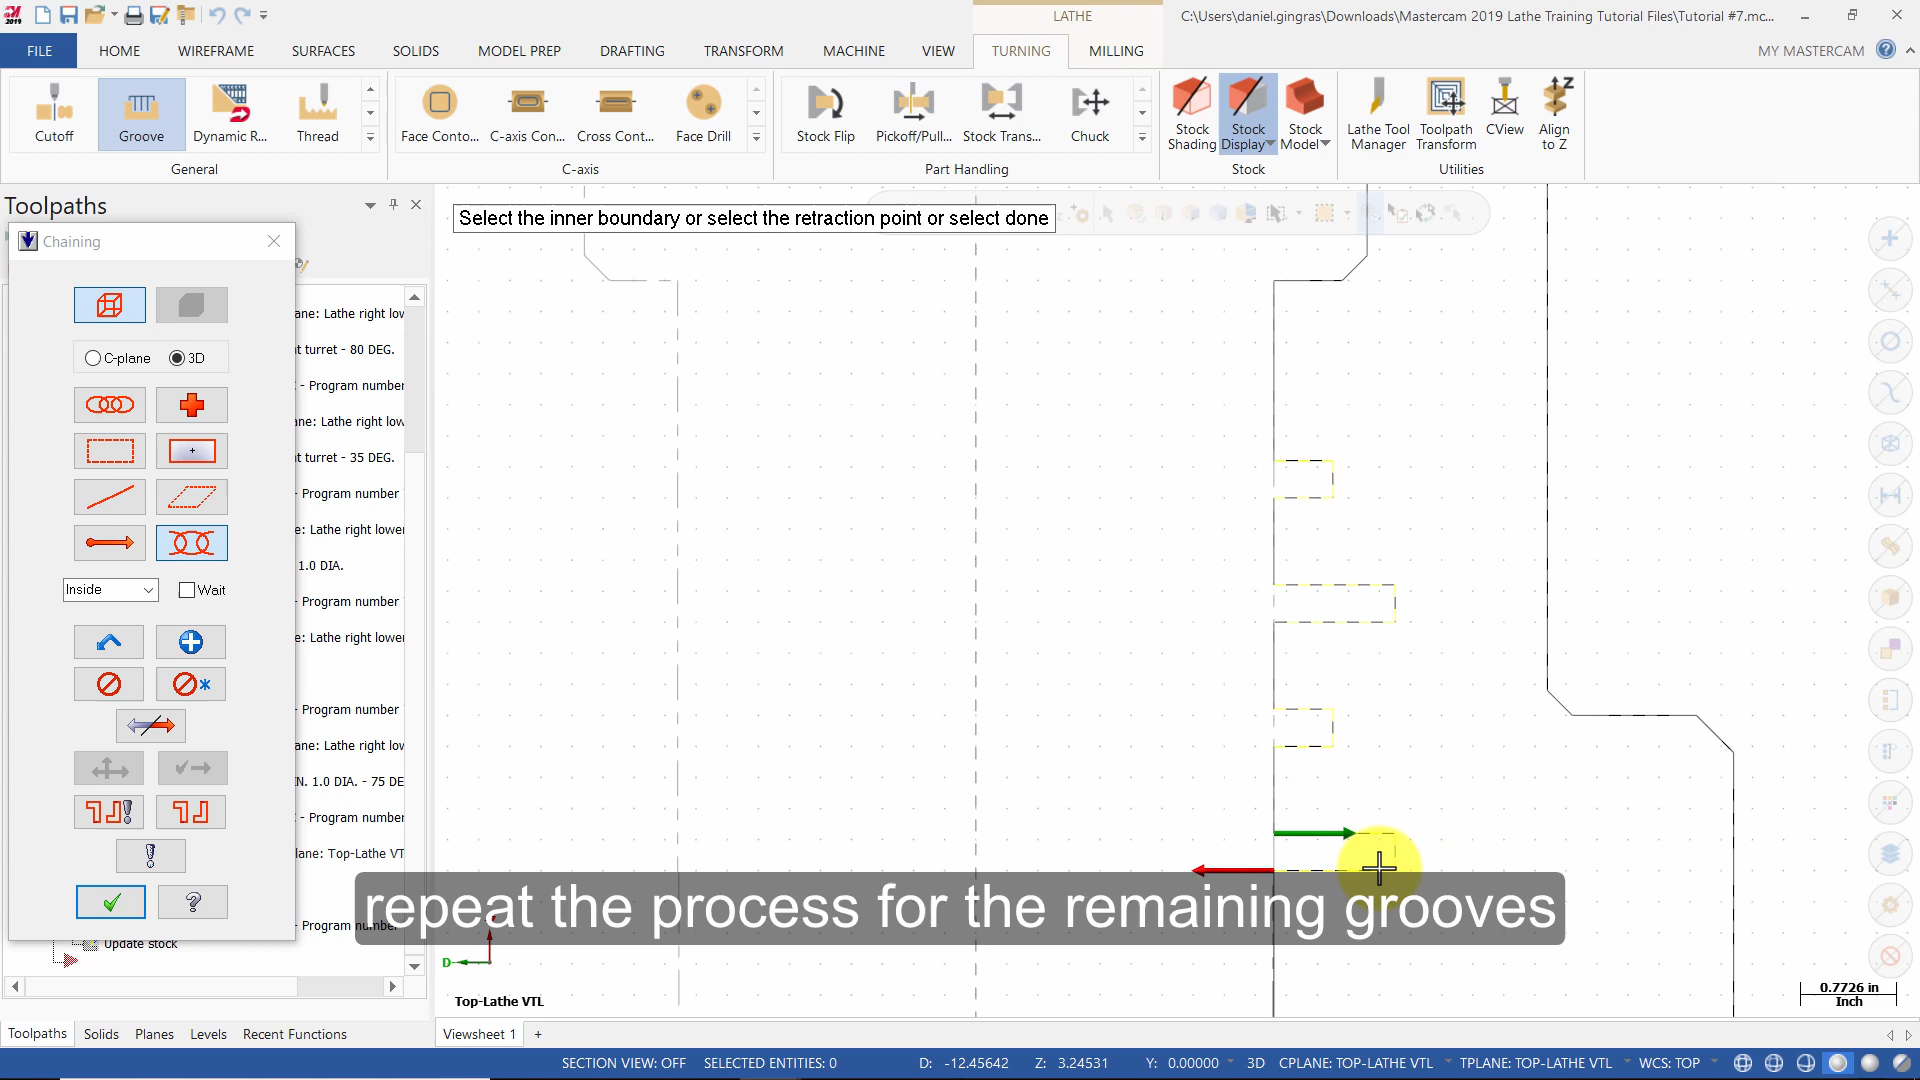 2019
LATHE
C:\Users\daniel.gingras\Downloads\Mastercam 2019 Lathe Training Tutorial Files\Tutorial #7.mc...
FILE HOME WIREFRAME SURFACES SOLIDS MODEL PREP DRAFTING TRANSFORM MACHINE VIEW TURNING MILLING MY MASTERCAM
Cutoff Groove Dynamic R... Thread Face Conto... C-axis Con... Cross Cont... Face Drill Stock Flip Pickoff/Pull... Stock Trans... Chuck
Stock Shading Stock Display Stock Model Lathe Tool Manager Toolpath Transform CView Align to Z
General C-axis Part Handling Stock Utilities
Toolpaths
Select the inner boundary or select the retraction point or select done
Chaining
ane: Lathe right low
t turret - 80 DEG.
C-plane 3D
- Program number
ane: Lathe right low
t turret - 35 DEG.
- Program number
e: Lathe right lower
1.0 DIA.
Inside Wait
- Program number
e: Lathe right lower
- Program number
ane: Lathe right low
N. 1.0 DIA. - 75 DE
- Program number
lane: Top-Lathe VT
repeat the process for the remaining grooves
- Program number
Update stock
D
Top-Lathe VTL
0.7726 in
Inch
Toolpaths Solids Planes Levels Recent Functions Viewsheet 1 +
SECTION VIEW: OFF SELECTED ENTITIES: 0 D: -12.45642 Z: 3.24531 Y: 0.00000 3D CPLANE: TOP-LATHE VTL TPLANE: TOP-LATHE VTL WCS: TOP